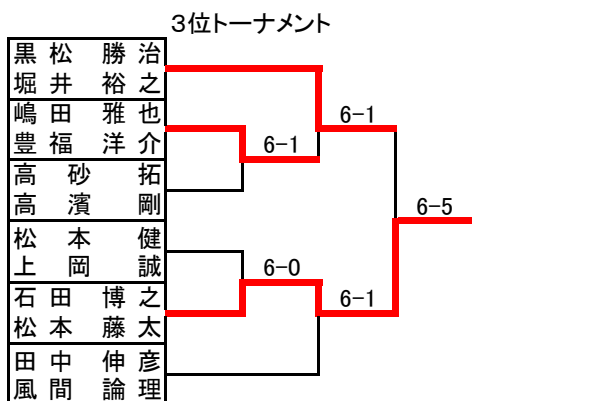 3位トーナメント
黒松 勝治
堀井 裕之
嶋田 雅也
豊福 洋介
高砂 拓
高濱 剛
松本 健
上岡 誠
石田 博之
松本 藤太
田中 伸彦
風間 論理
6-1
6-1
6-5
6-0
6-1